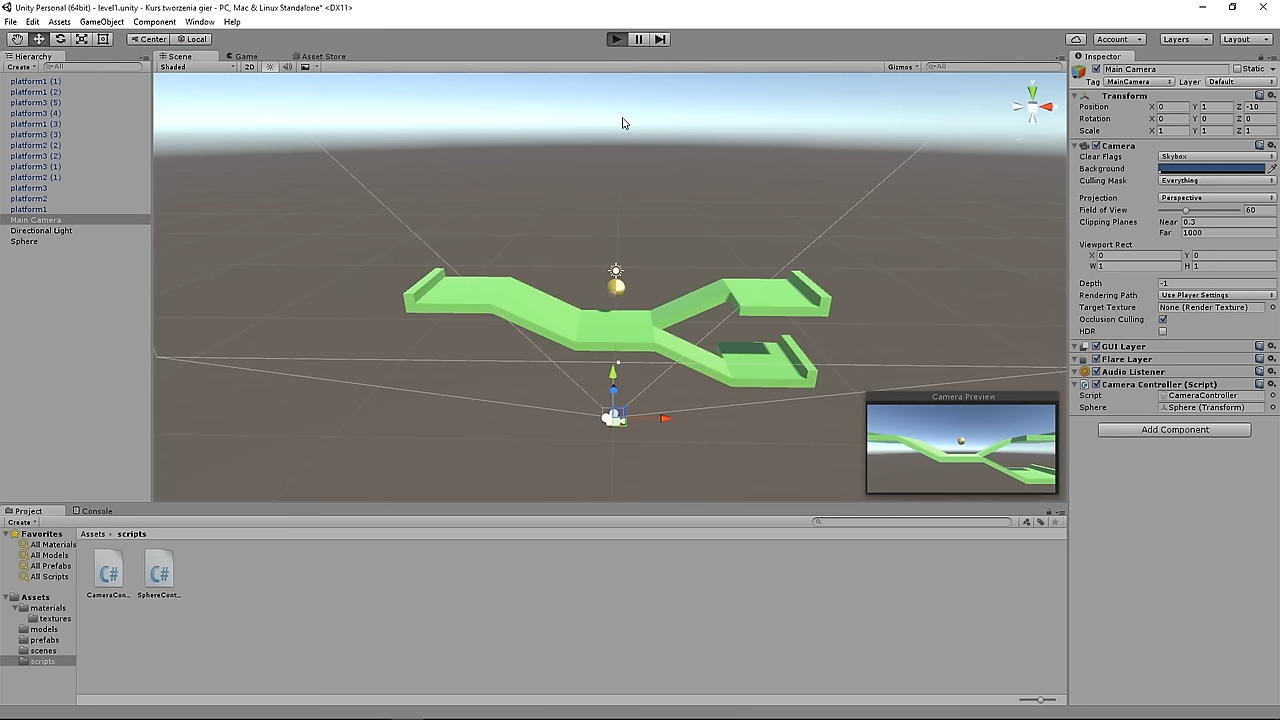 Unity Personal (64bit) - level1.unity - Kurs tworzenia gier - PC, Mac & Linux Standalone* <DX11>
File Edit Assets GameObject Component Window Help
Center Local Account Layers Layout
Hierarchy
Create All
platform1 (1)
platform1 (2)
platform3 (5)
platform3 (4)
platform1 (3)
platform3 (3)
platform2 (2)
platform3 (2)
platform3 (1)
platform2 (1)
platform3
platform2
platform1
Main Camera
Directional Light
Sphere
Scene Game Asset Store
Shaded 2D Gizmos All
y
Camera Preview
Inspector
Main Camera Static
Tag MainCamera Layer Default
Transform
Position X 0 Y 1 Z -10
Rotation X 0 Y 0 Z 0
Scale X 1 Y 1 Z 1
Camera
Clear Flags Skybox
Background
Culling Mask Everything
Projection Perspective
Field of View 60
Clipping Planes Near 0.3
Far 1000
Viewport Rect
X 0 Y 0
W 1 H 1
Depth -1
Rendering Path Use Player Settings
Target Texture None (Render Texture)
Occlusion Culling
HDR
GUI Layer
Flare Layer
Audio Listener
Camera Controller (Script)
Script CameraController
Sphere Sphere (Transform)
Add Component
Project Console
Create
Favorites
All Materials
All Models
All Prefabs
All Scripts
Assets
materials
textures
models
prefabs
scenes
scripts
Assets scripts
C# C#
CameraCon... SphereCont...